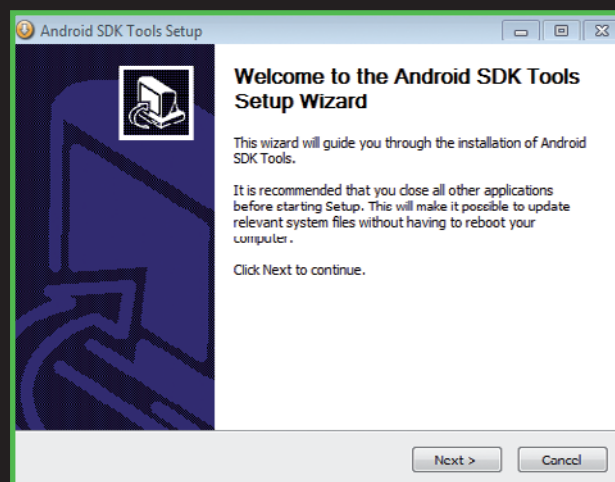 Android SDK Tools Setup
Welcome to the Android SDK Tools
Setup Wizard
This wizard will guide you through the installation of Android
SDK Tools.
It is recommended that you close all other applications
before starting Setup. This will make it possible to update
relevant system files without having to reboot your
computer.
Click Next to continue.
Next >
Cancel